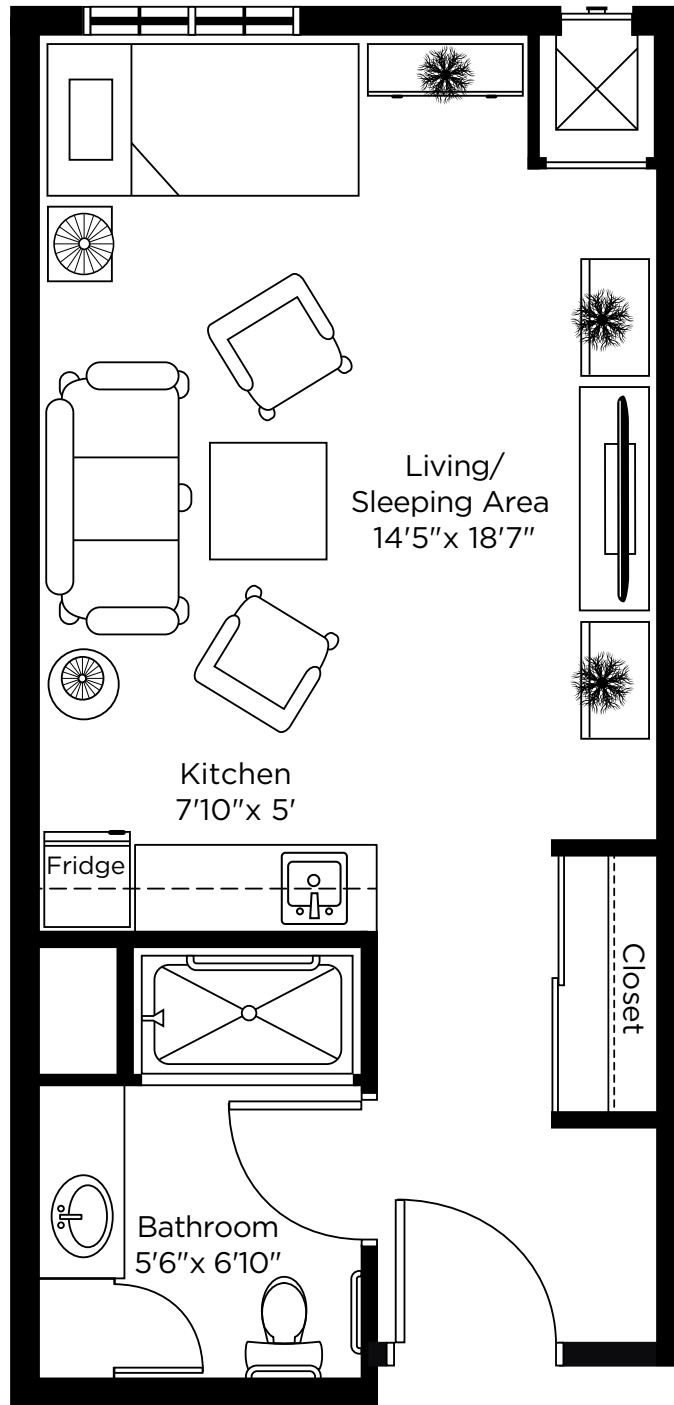 Living/
Sleeping Area
14'5"x 18'7"
Kitchen
7'10"x 5'
Fridge
Closet
Bathroom
5'6"x 6'10"